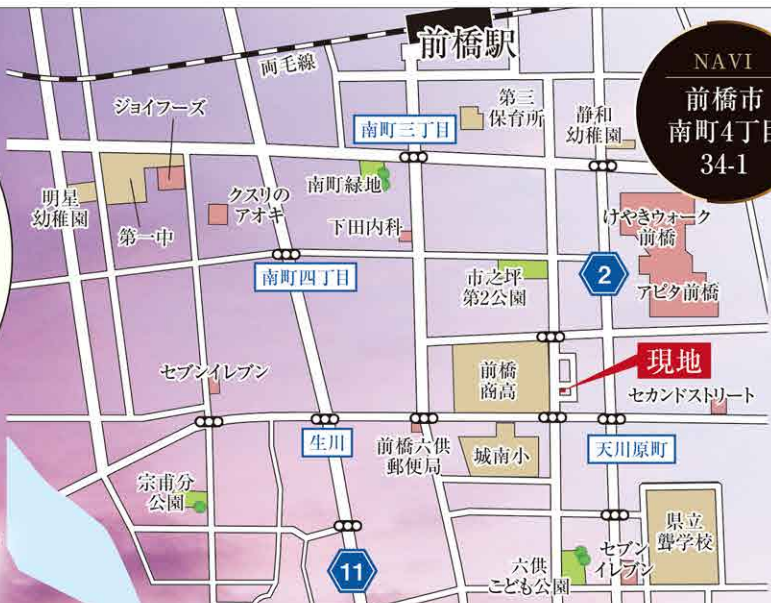 前橋駅
両毛線
NAVI
前橋市
南町4丁目
34-1
ジョイフーズ
第三
保育所
静和
幼稚園
南町三丁目
明星
幼稚園
第一中
クスリの
アオキ
南町緑地
下田内科
けやきウォーク
前橋
アピタ前橋
南町四丁目
市之坪
第2公園
2
セブンイレブン
前橋
商高
現地
セカンドストリート
生川
前橋六供
郵便局
城南小
天川原町
宗甫分
公園
11
六供
こども公園
セブン
イレブン
県立
聾学校